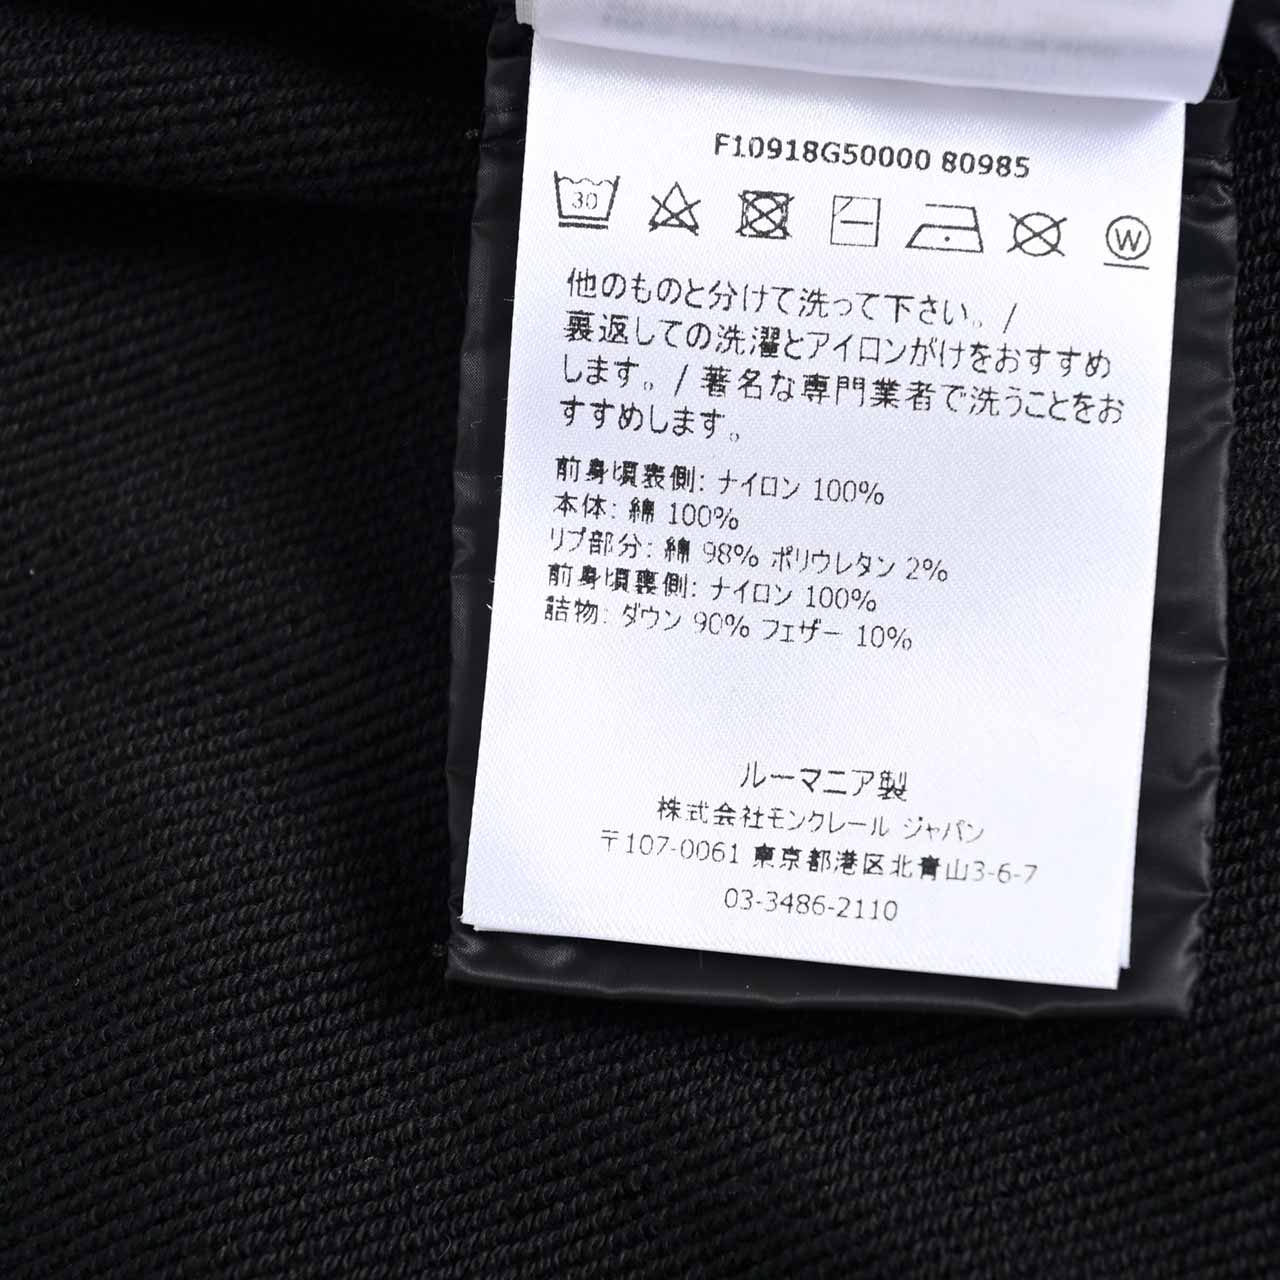 F10918G50000 80985
30
W
他のものと分けて洗って下さい。/
裏返しての洗濯とアイロンがけをおすすめ
します。/ 著名な専門業者で洗うことをお
すすめします。
前身頃表側: ナイロン 100%
本体: 綿 100%
リブ部分: 綿 98% ポリウレタン 2%
前身頃裏側: ナイロン 100%
詰物: ダウン 90% フェザー 10%
ルーマニア製
株式会社モンクレール ジャパン
〒107-0061 東京都港区北青山3-6-7
03-3486-2110